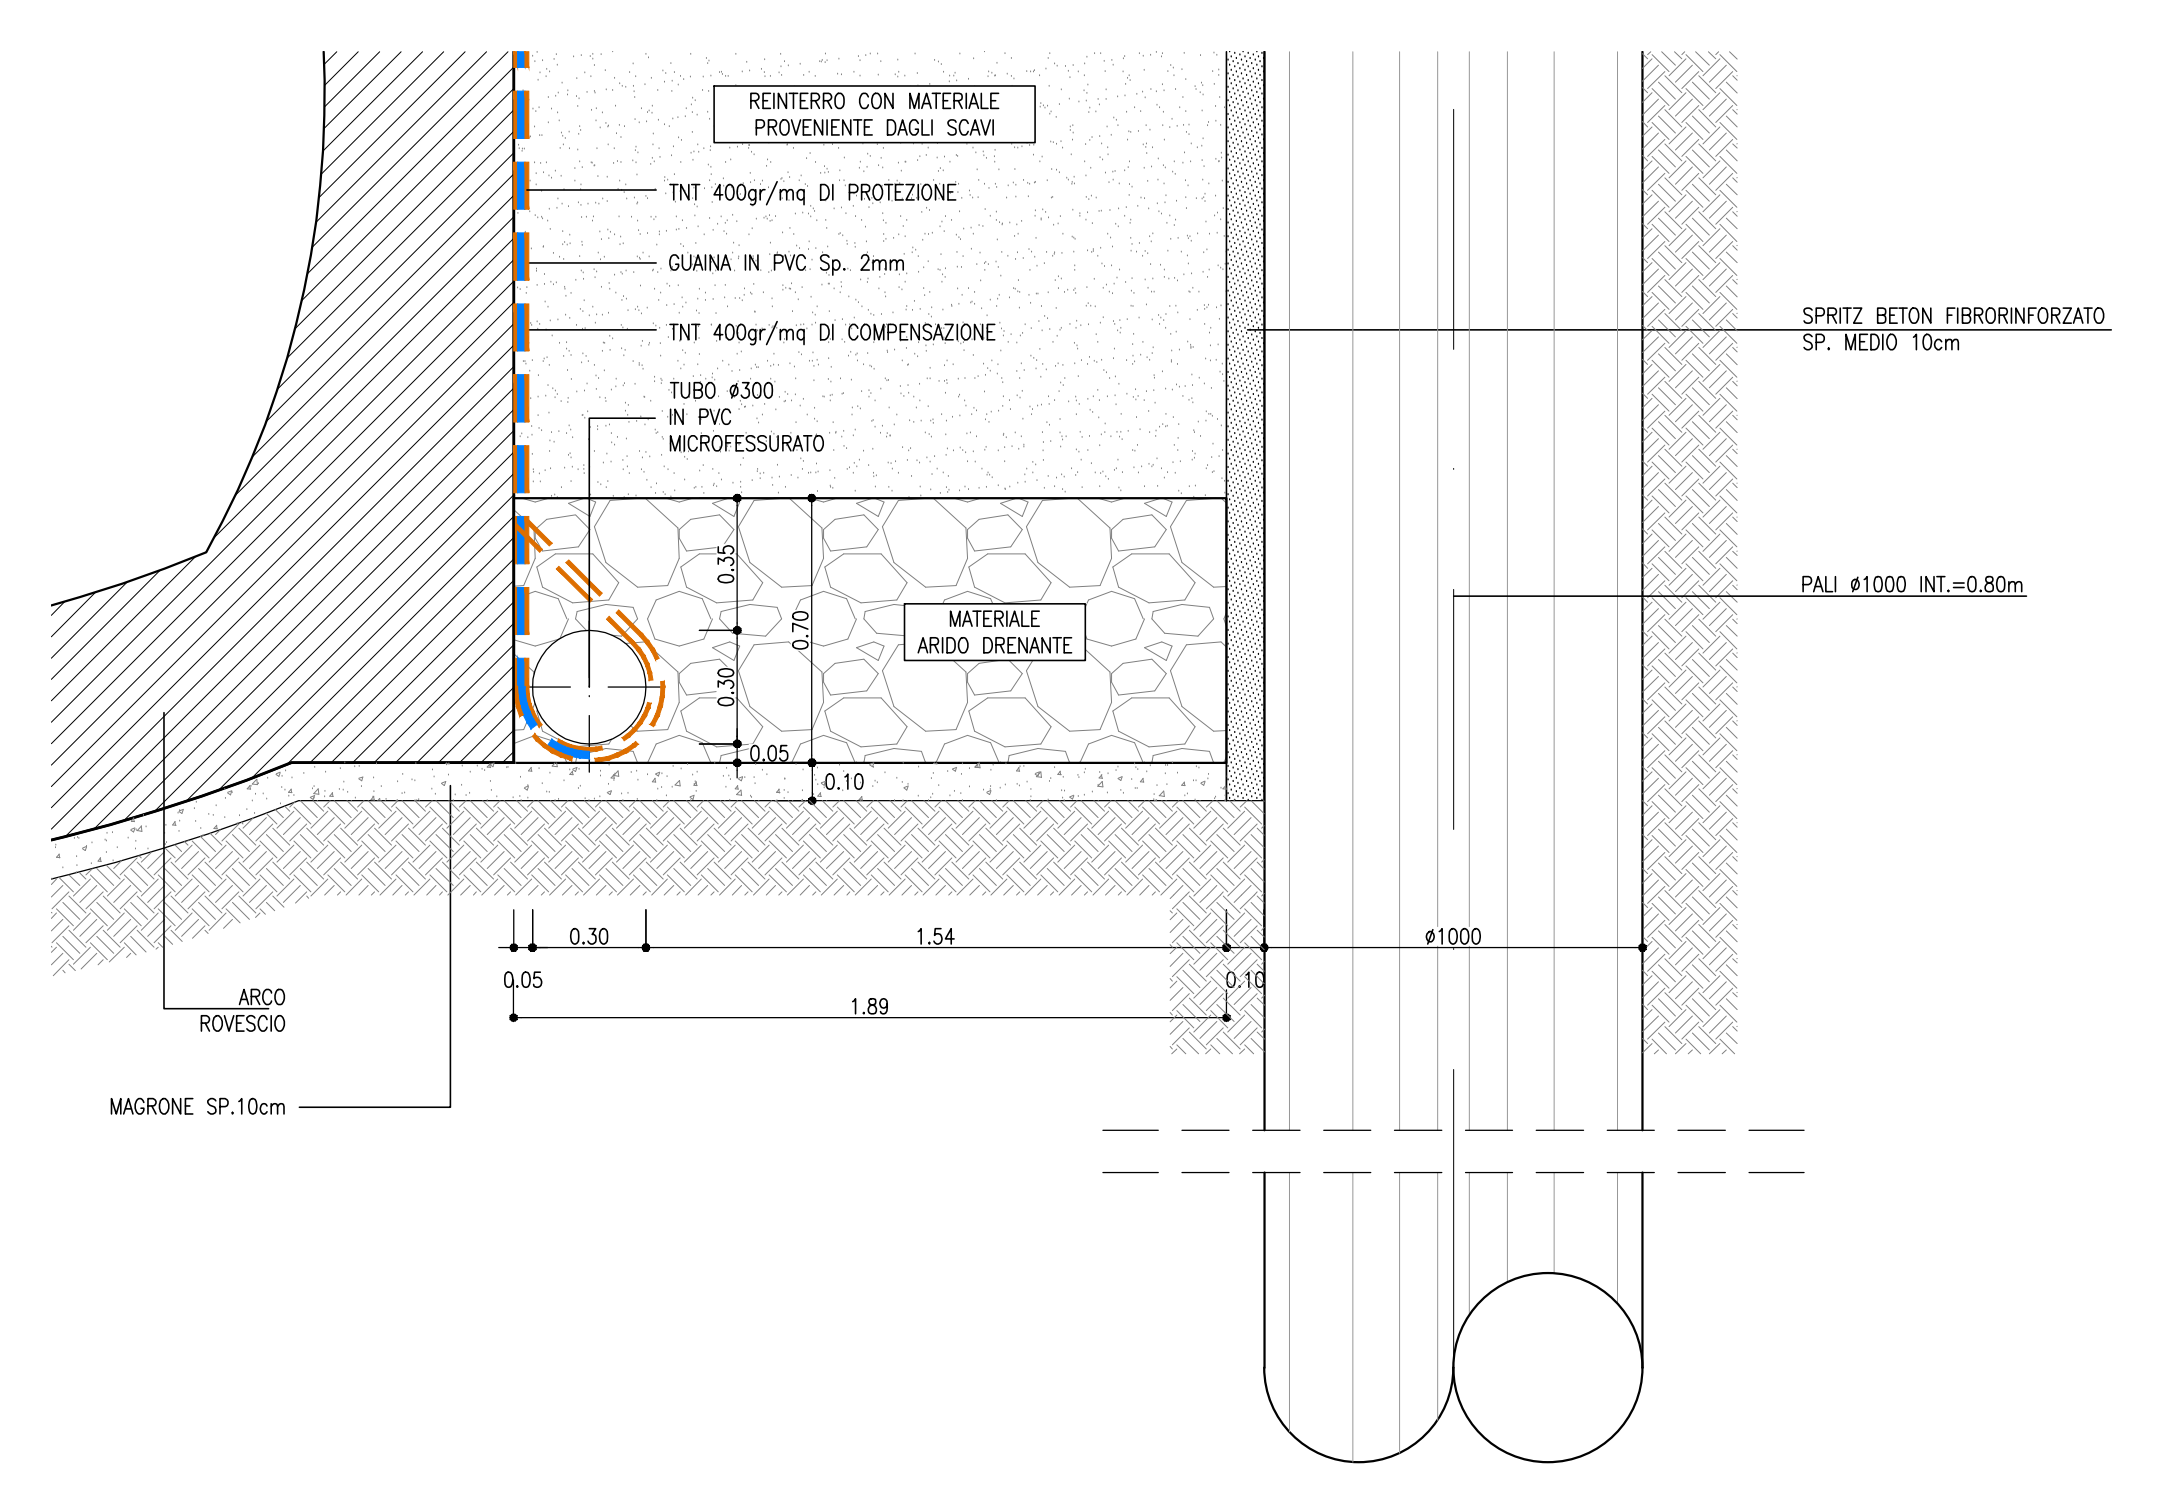 REINTERRO CON MATERIALE
PROVENIENTE DAGLI SCAVI
TNT 400gr/mq DI PROTEZIONE
GUAINA IN PVC Sp. 2mm
TNT 400gr/mq DI COMPENSAZIONE
TUBO ø300
IN PVC
MICROFESSURATO
SPRITZ BETON FIBRORINFORZATO
SP. MEDIO 10cm
0.35
0.70
0.30
0.05
0.10
MATERIALE
ARIDO DRENANTE
PALI ø1000 INT.=0.80m
0.30
1.54
ø1000
0.05
0.10
1.89
ARCO
ROVESCIO
MAGRONE SP.10cm